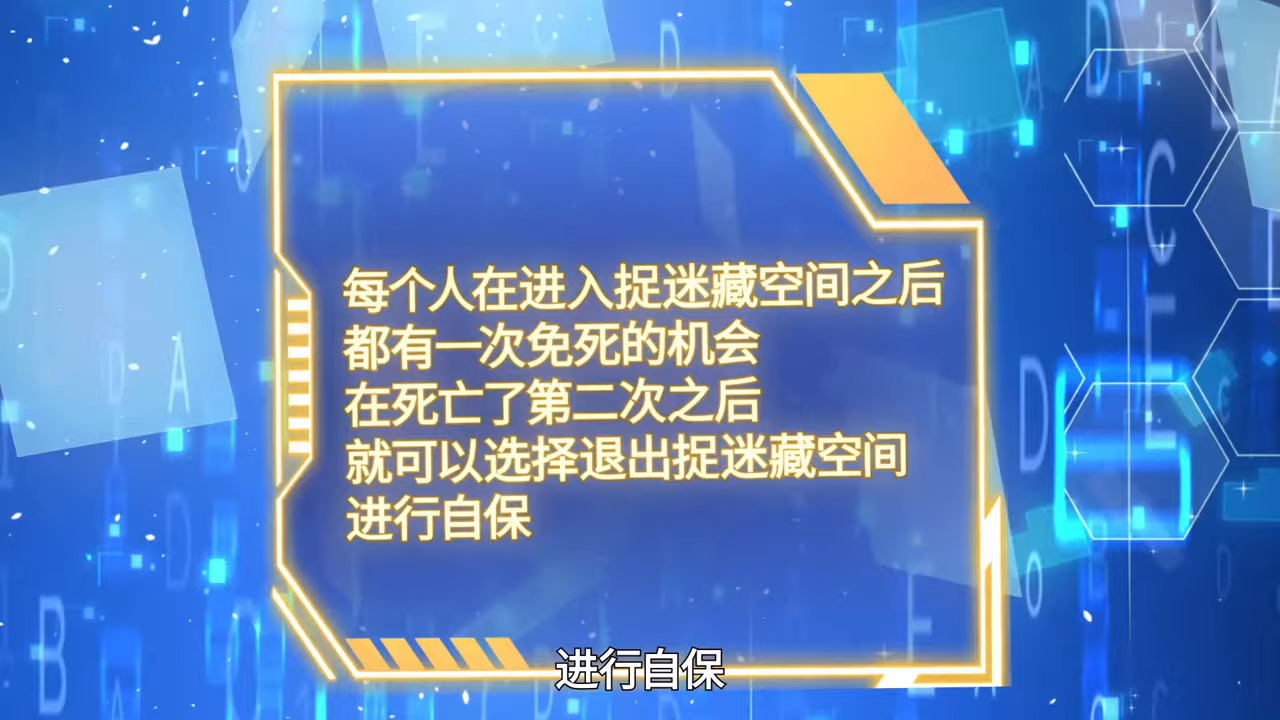 每个人在进入捉迷藏空间之后
都有一次免死的机会
在死亡了第二次之后
就可以选择退出捉迷藏空间
进行自保
进行自保